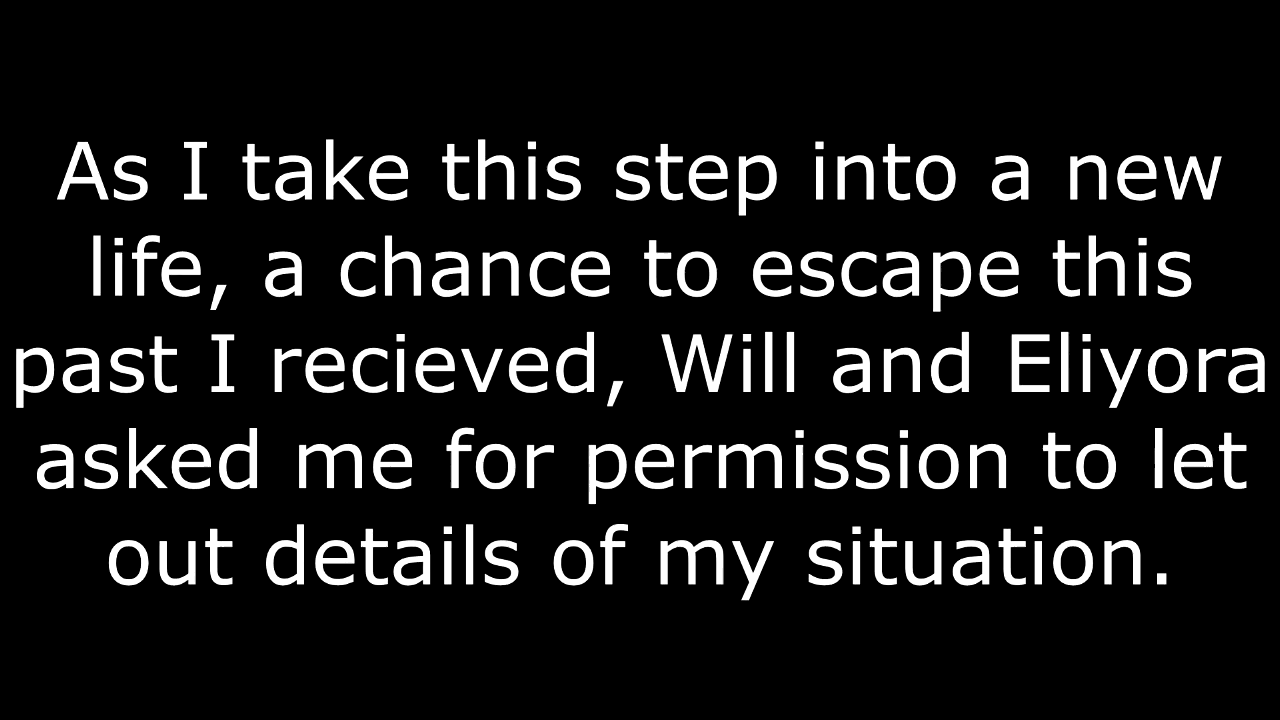 As I take this step into a new
life, a chance to escape this
past I recieved, Will and Eliyora
asked me for permission to let
out details of my situation.